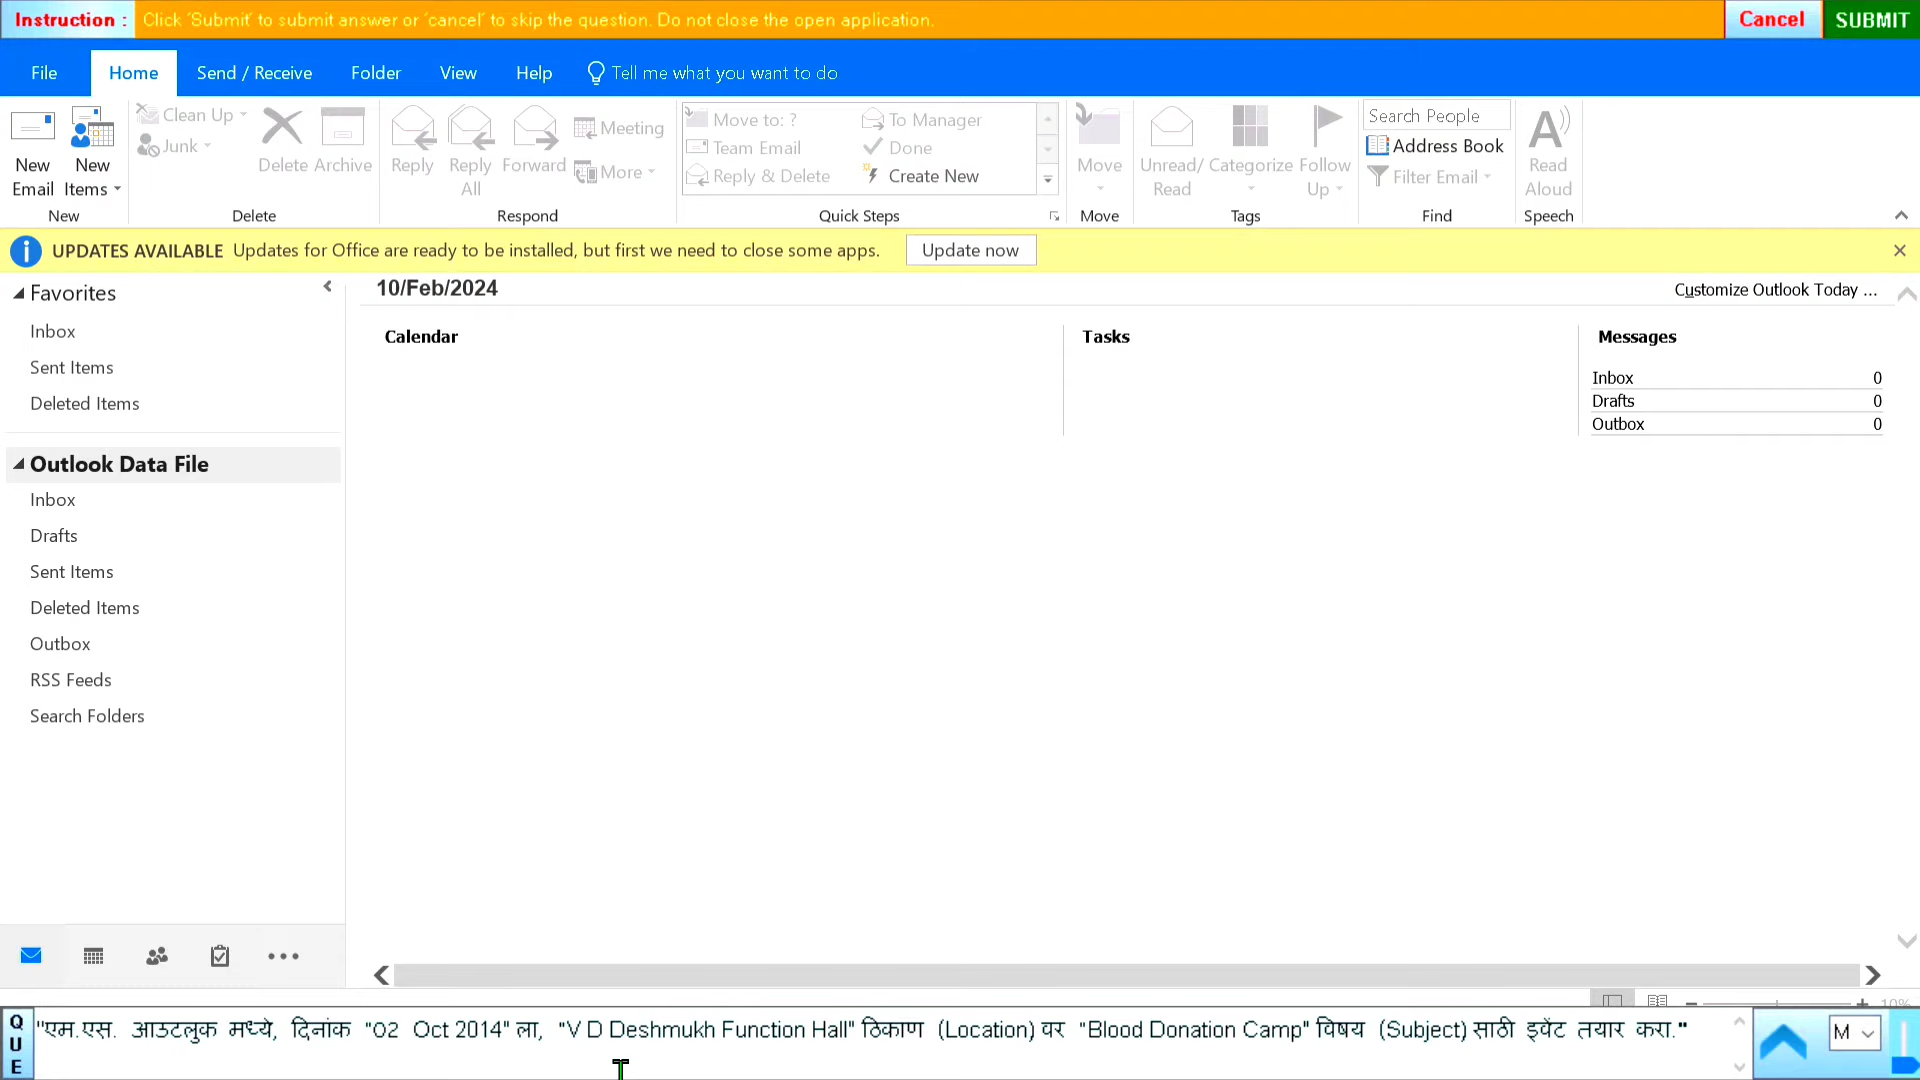 Instruction : Click 'Submit' to submit answer or 'cancel' to skip the question. Do not close the open application. Cancel SUBMIT
File Home Send / Receive Folder View Help Tell me what you want to do
New Email New Items Clean Up Junk Delete Archive Reply Reply All Forward Meeting More Move to: ? Team Email Reply & Delete To Manager Done Create New Move Unread/ Read Categorize Follow Up Search People Address Book Filter Email Read Aloud
New Delete Respond Quick Steps Move Tags Find Speech
UPDATES AVAILABLE Updates for Office are ready to be installed, but first we need to close some apps. Update now
Favorites
Inbox
Sent Items
Deleted Items
Outlook Data File
Inbox
Drafts
Sent Items
Deleted Items
Outbox
RSS Feeds
Search Folders
10/Feb/2024 Customize Outlook Today ...
Calendar Tasks Messages
Inbox 0
Drafts 0
Outbox 0
10%
QUE "एम.एस. आउटलुक मध्ये, दिनांक "02 Oct 2014" ला, "V D Deshmukh Function Hall" ठिकाण (Location) वर "Blood Donation Camp" विषय (Subject) साठी इवेंट तयार करा." M